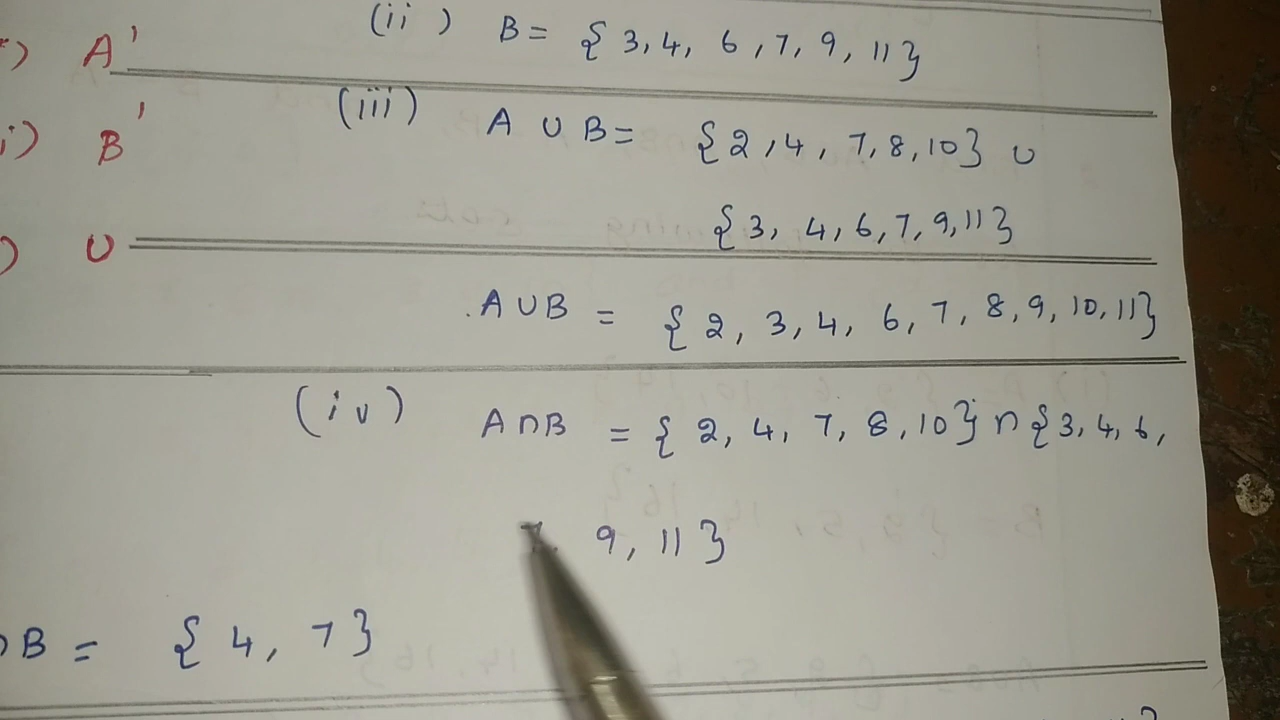 (ii) B = {3, 4, 6, 7, 9, 11}
) A'
(iii) A ∪ B = {2, 4, 7, 8, 10} ∪
i) B'
{3, 4, 6, 7, 9, 11}
) U
A∪B = {2, 3, 4, 6, 7, 8, 9, 10, 11}
(iv) A∩B = {2, 4, 7, 8, 10} ∩ {3, 4, 6,
7, 9, 11}
∩B = {4, 7}